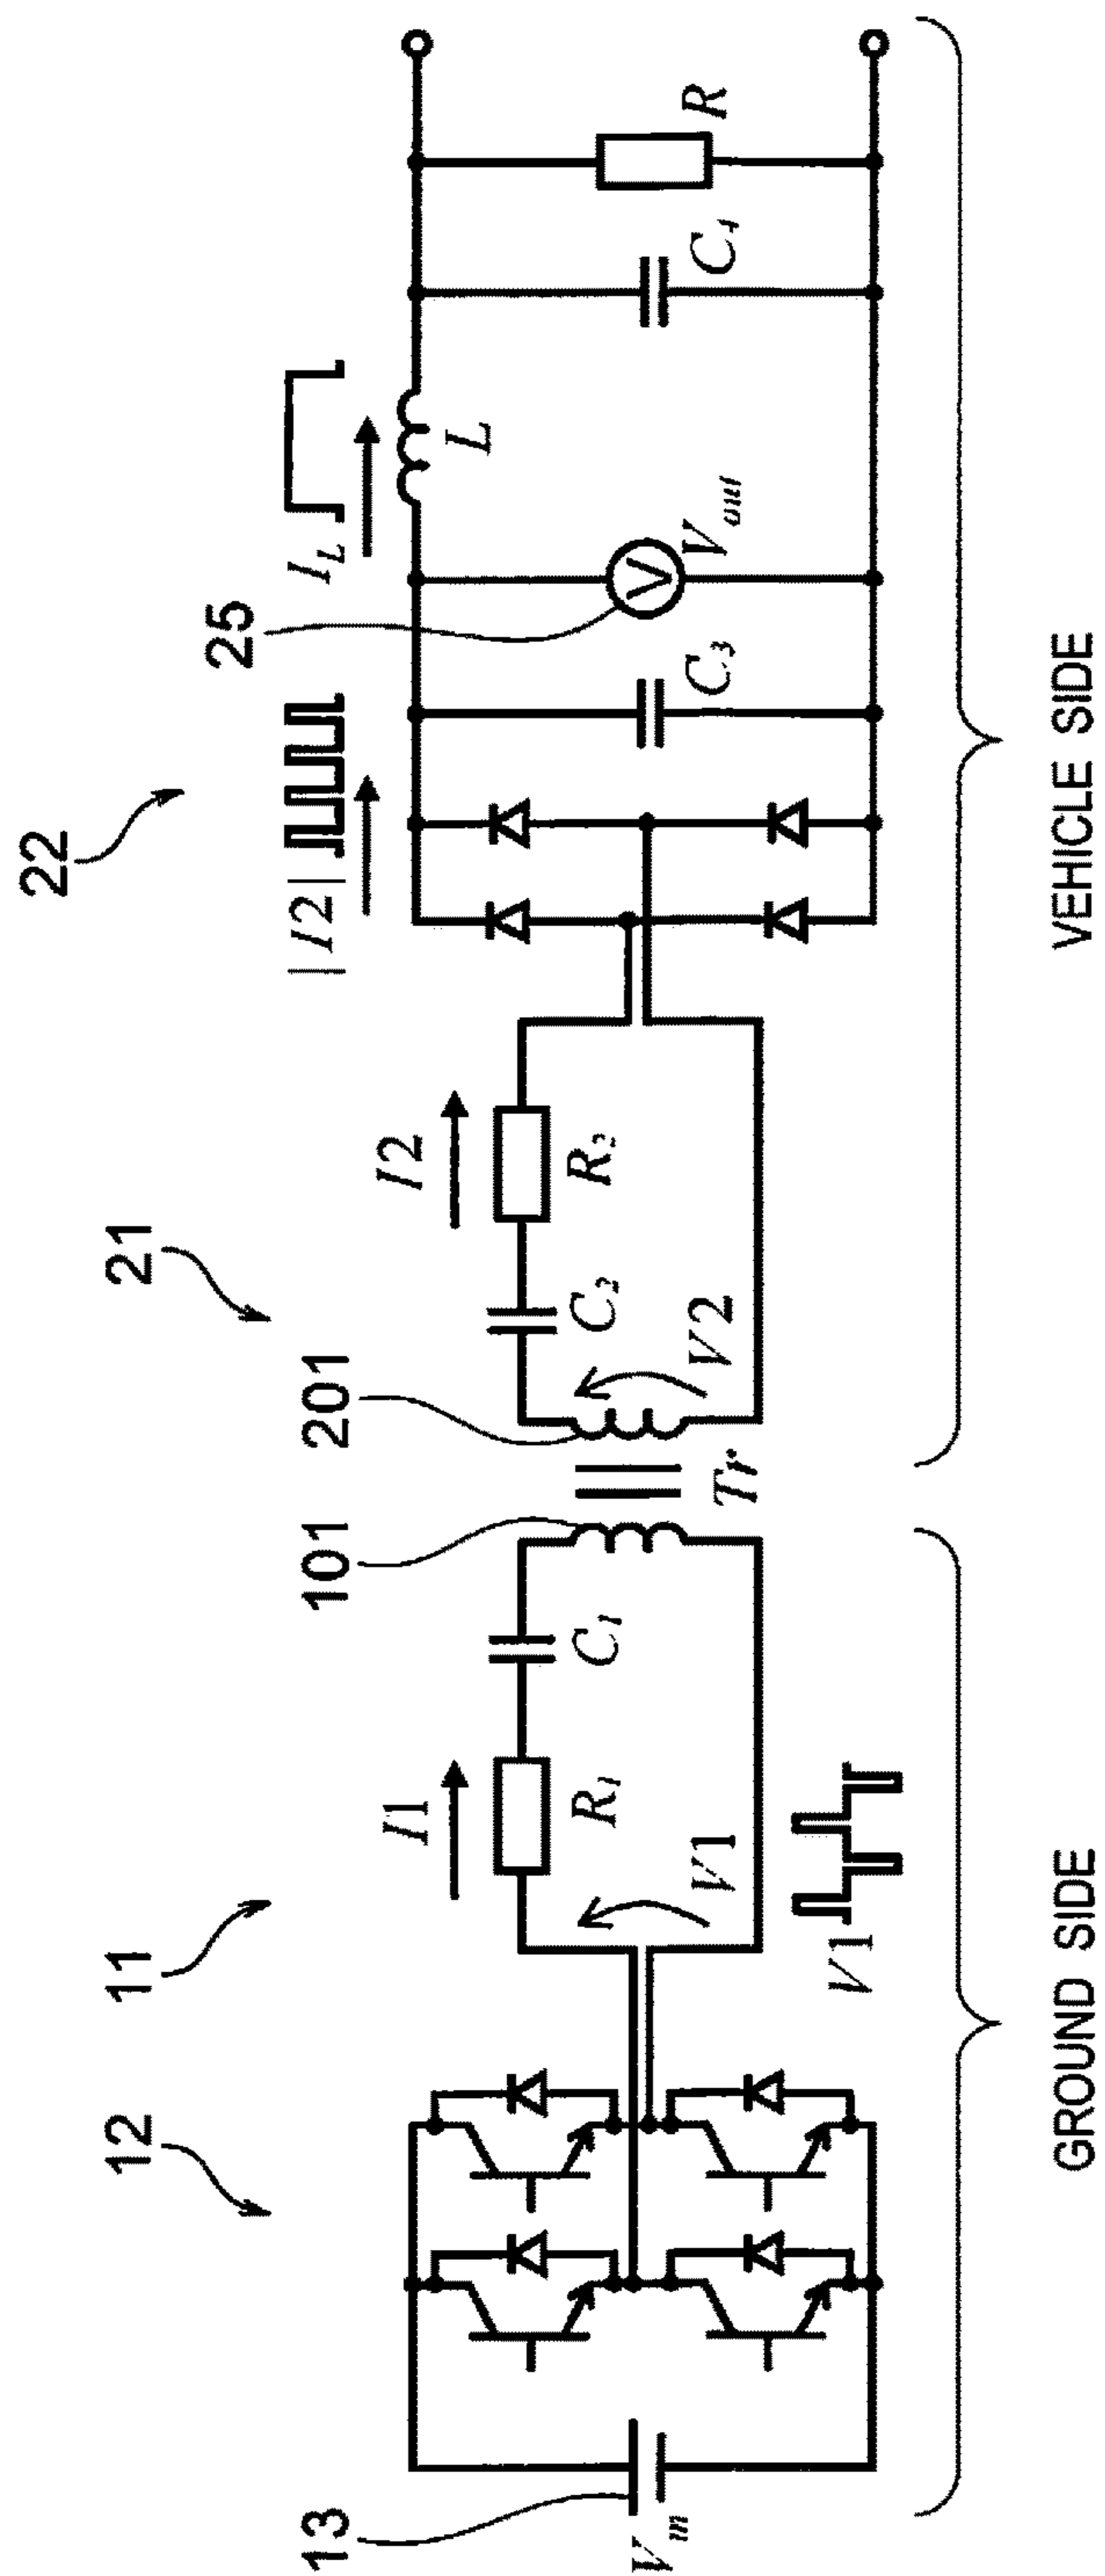 22
25
|I2|
I_L
L
R
C_4
V
V_out
C_3
21
I2
R_2
C_2
201
V2
Tr
101
11
I1
C_1
R_1
V1
V1
12
13
V_in
GROUND SIDE
VEHICLE SIDE